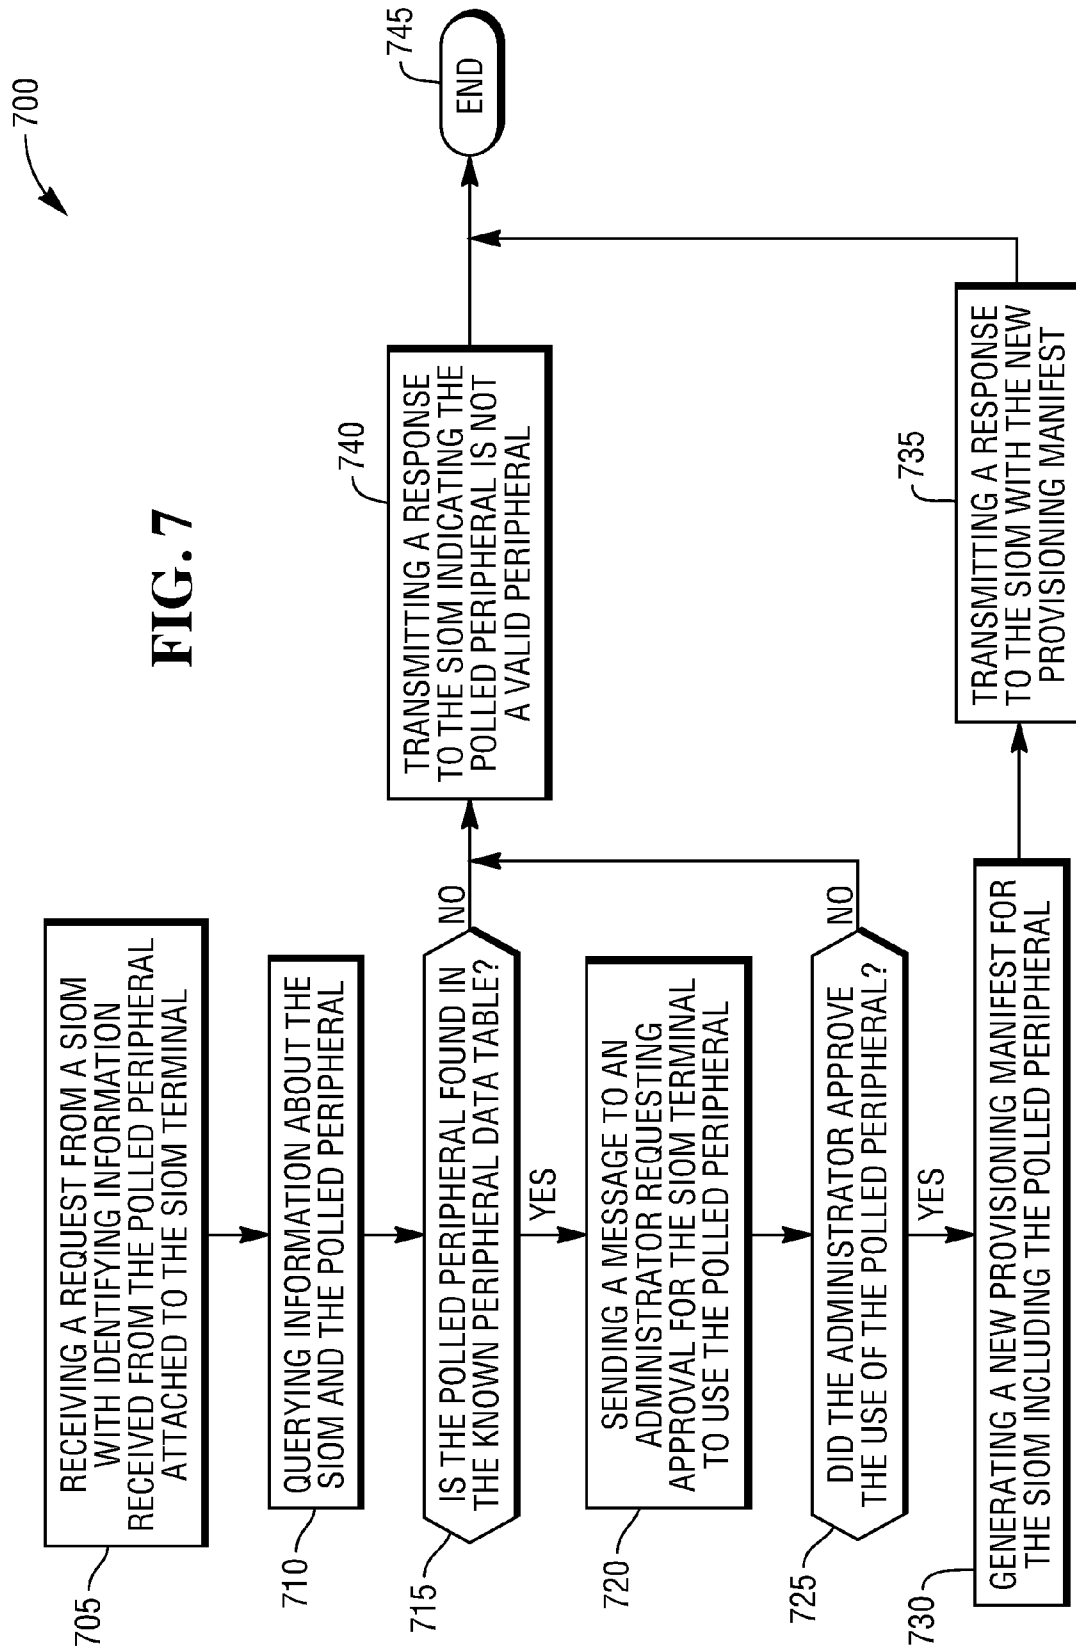 700
FIG. 7
705
RECEIVING A REQUEST FROM A SIOM
WITH IDENTIFYING INFORMATION
RECEIVED FROM THE POLLED PERIPHERAL
ATTACHED TO THE SIOM TERMINAL
710
QUERYING INFORMATION ABOUT THE
SIOM AND THE POLLED PERIPHERAL
715
IS THE POLLED PERIPHERAL FOUND IN
THE KNOWN PERIPHERAL DATA TABLE?
NO
YES
720
SENDING A MESSAGE TO AN
ADMINISTRATOR REQUESTING
APPROVAL FOR THE SIOM TERMINAL
TO USE THE POLLED PERIPHERAL
725
DID THE ADMINISTRATOR APPROVE
THE USE OF THE POLLED PERIPHERAL?
NO
YES
730
GENERATING A NEW PROVISIONING MANIFEST FOR
THE SIOM INCLUDING THE POLLED PERIPHERAL
735
TRANSMITTING A RESPONSE
TO THE SIOM WITH THE NEW
PROVISIONING MANIFEST
740
TRANSMITTING A RESPONSE
TO THE SIOM INDICATING THE
POLLED PERIPHERAL IS NOT
A VALID PERIPHERAL
745
END